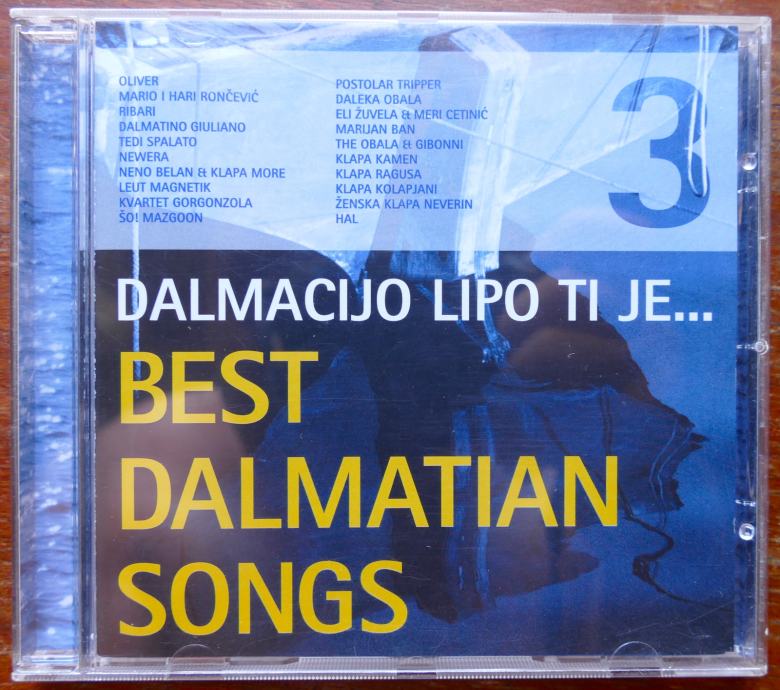 OLIVER
MARIO I HARI RONČEVIĆ
RIBARI
DALMATINO GIULIANO
TEDI SPALATO
NEWERA
NENO BELAN & KLAPA MORE
LEUT MAGNETIK
KVARTET GORGONZOLA
ŠO! MAZGOON
POSTOLAR TRIPPER
DALEKA OBALA
ELI ŽUVELA & MERI CETINIĆ
MARIJAN BAN
THE OBALA & GIBONNI
KLAPA KAMEN
KLAPA RAGUSA
KLAPA KOLAPJANI
ŽENSKA KLAPA NEVERIN
HAL
3
DALMACIJO LIPO TI JE...
BEST
DALMATIAN
SONGS